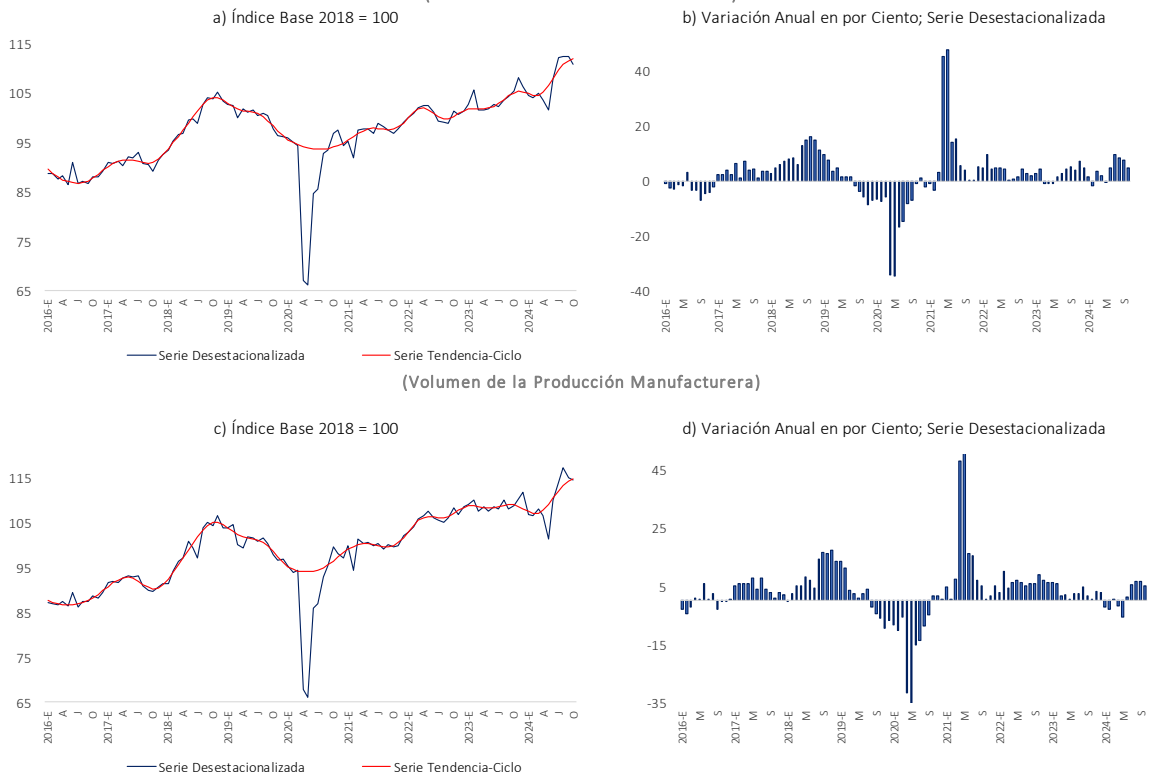 a) Índice Base 2018 = 100
b) Variación Anual en por Ciento; Serie Desestacionalizada
115
105
95
85
75
65
2016-E A J O 2017-E A J O 2018-E A J O 2019-E A J O 2020-E A J O 2021-E A J O 2022-E A J O 2023-E A J O 2024-E A J O
Serie Desestacionalizada
Serie Tendencia-Ciclo
40
20
0
-20
-40
2016-E M S 2017-E M S 2018-E M S 2019-E M S 2020-E M S 2021-E M S 2022-E M S 2023-E M S 2024-E M S
(Volumen de la Producción Manufacturera)
c) Índice Base 2018 = 100
d) Variación Anual en por Ciento; Serie Desestacionalizada
115
105
95
85
75
65
2016-E A J O 2017-E A J O 2018-E A J O 2019-E A J O 2020-E A J O 2021-E A J O 2022-E A J O 2023-E A J O 2024-E A J O
Serie Desestacionalizada
Serie Tendencia-Ciclo
45
25
5
-15
-35
2016-E M S 2017-E M S 2018-E M S 2019-E M S 2020-E M S 2021-E M S 2022-E M S 2023-E M S 2024-E M S